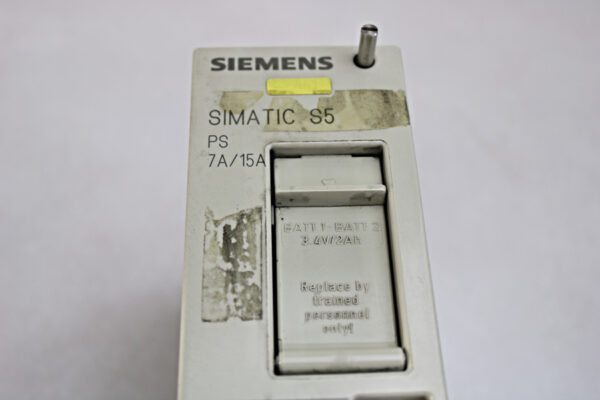 SIEMENS
SIMATIC S5
PS
7A/15A
BATT 1 - BATT 2
3.4V/2Ah
Replace by
trained
personnel
only!